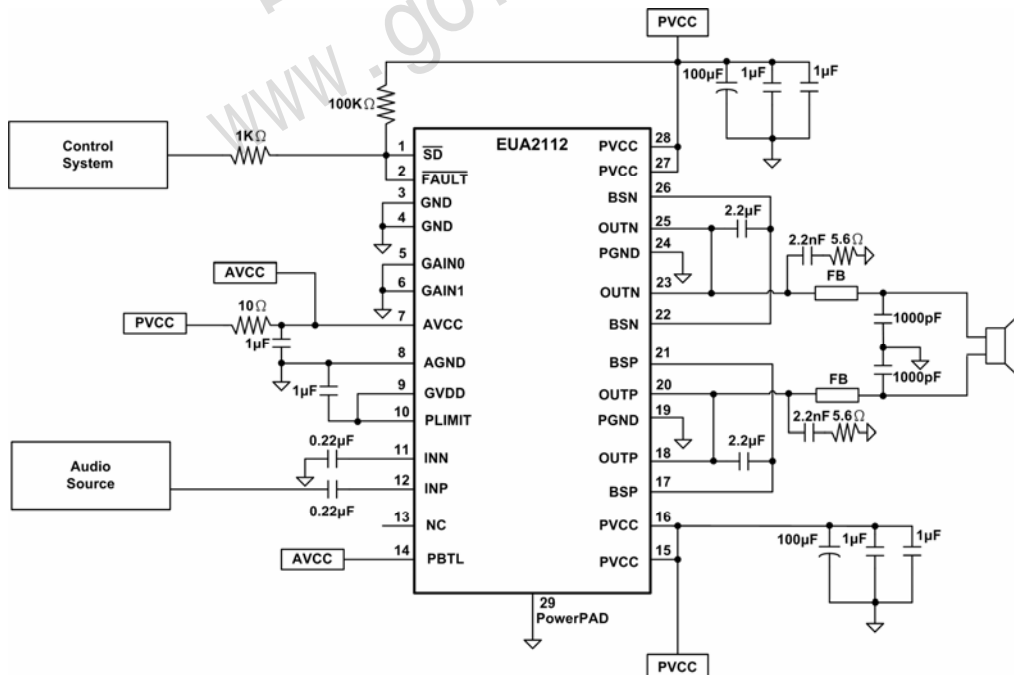 www.go
PVCC
100µF
1µF
1µF
100KΩ
Control
System
1KΩ
EUA2112
1
SD
2
FAULT
3
GND
4
GND
5
GAIN0
6
GAIN1
AVCC
7
AVCC
PVCC
10Ω
1µF
8
AGND
1µF
9
GVDD
10
PLIMIT
0.22µF
11
INN
Audio
Source
12
INP
0.22µF
13
NC
AVCC
14
PBTL
28
PVCC
27
PVCC
26
BSN
2.2µF
25
OUTN
24
PGND
2.2nF 5.6Ω
FB
23
OUTN
22
BSN
1000pF
21
BSP
1000pF
20
OUTP
FB
19
PGND
2.2nF 5.6Ω
2.2µF
18
OUTP
17
BSP
16
PVCC
15
PVCC
100µF
1µF
1µF
29
PowerPAD
PVCC